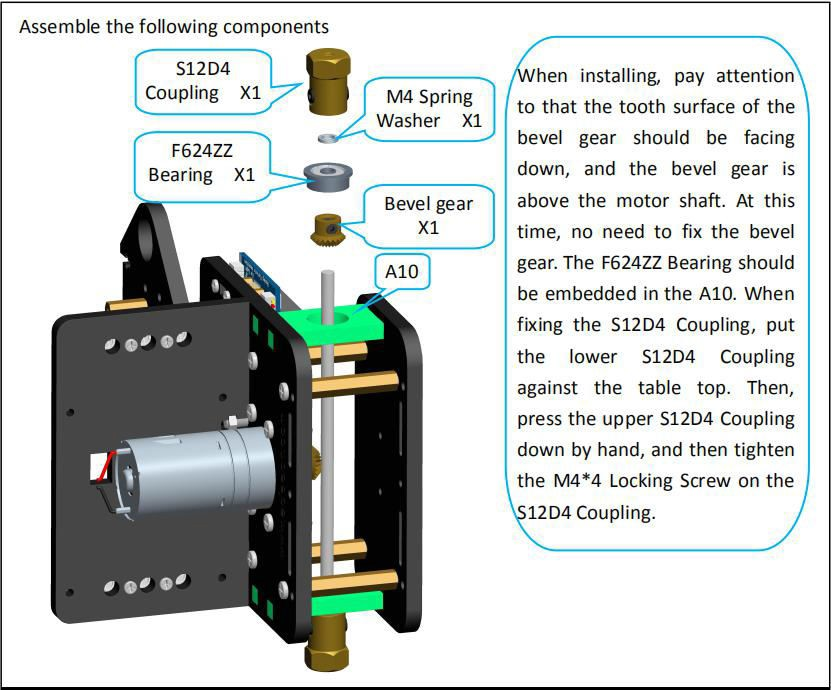 Assemble the following components
S12D4
Coupling X1
M4 Spring
Washer X1
F624ZZ
Bearing X1
Bevel gear
X1
A10
When installing, pay attention
to that the tooth surface of the
bevel gear should be facing
down, and the bevel gear is
above the motor shaft. At this
time, no need to fix the bevel
gear. The F624ZZ Bearing should
be embedded in the A10. When
fixing the S12D4 Coupling, put
the lower S12D4 Coupling
against the table top. Then,
press the upper S12D4 Coupling
down by hand, and then tighten
the M4*4 Locking Screw on the
S12D4 Coupling.